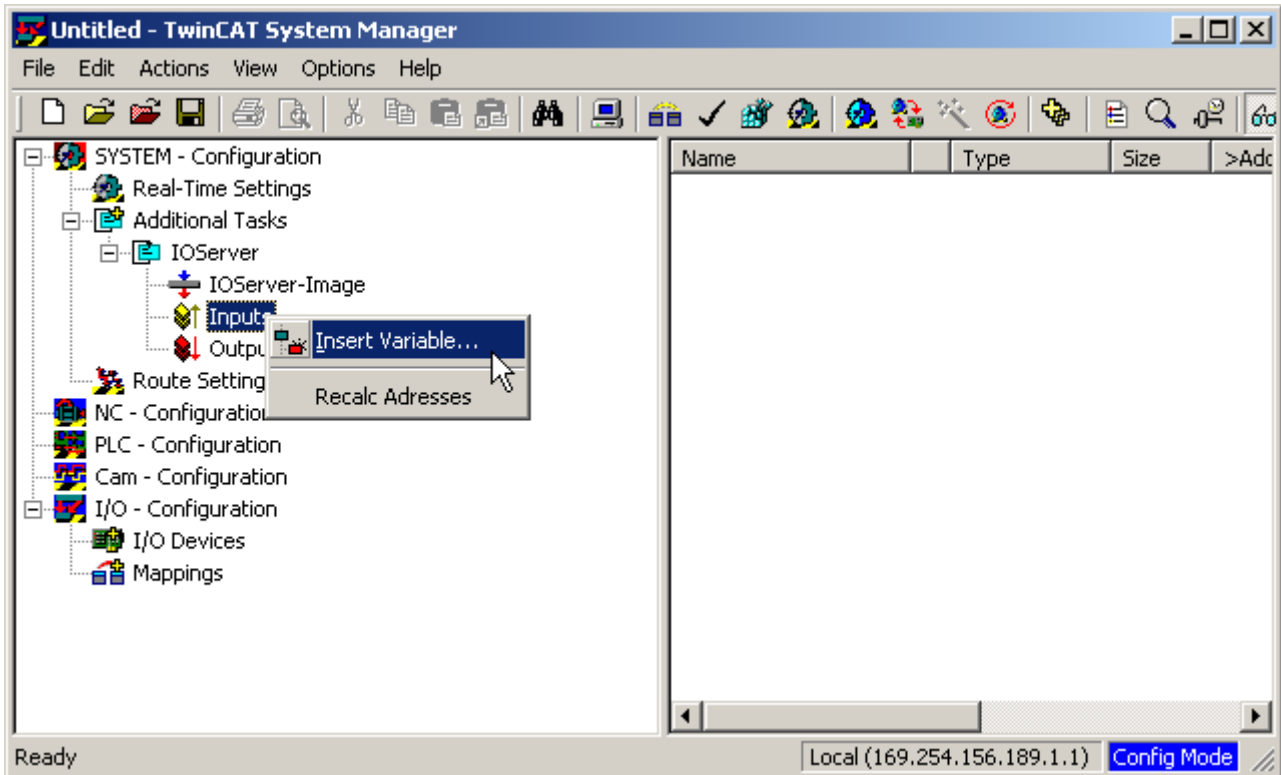 Untitled - TwinCAT System Manager
File Edit Actions View Options Help
SYSTEM - Configuration
Real-Time Settings
Additional Tasks
IOServer
IOServer-Image
Inputs
Outpu
Route Setting
NC - Configuration
PLC - Configuration
Cam - Configuration
I/O - Configuration
I/O Devices
Mappings
Insert Variable...
Recalc Adresses
Name Type Size >Add
Ready Local (169.254.156.189.1.1) Config Mode